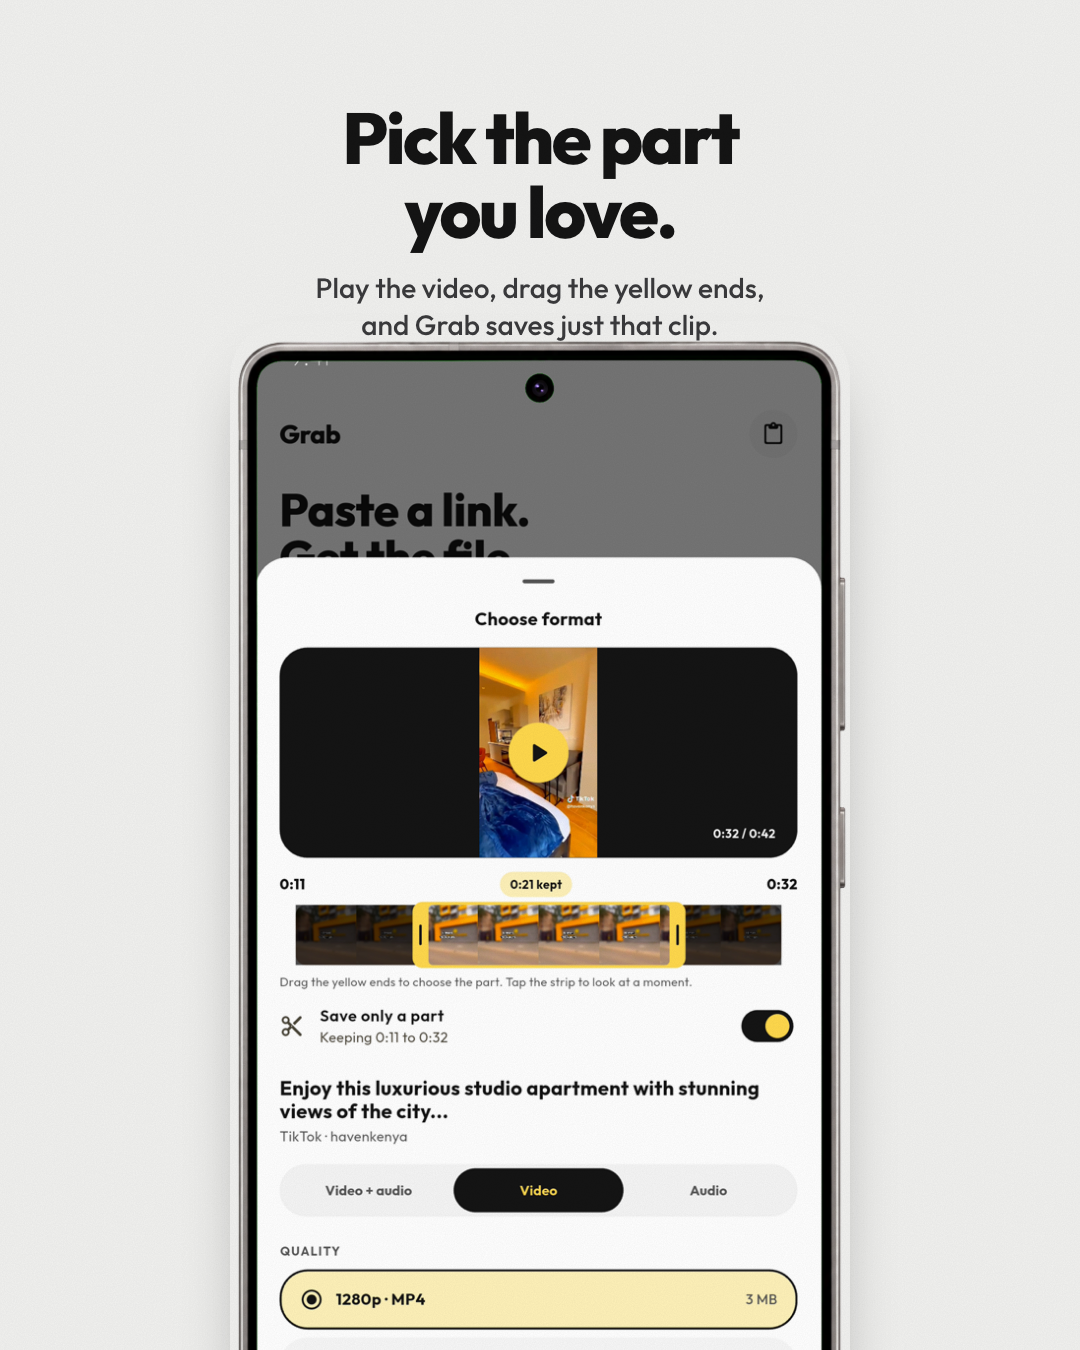 Pick the part
you love.
Play the video, drag the yellow ends,
and Grab saves just that clip.
Grab
Paste a link.
Get the file.
Choose format
TikTok
0:32 / 0:42
0:11
0:21 kept
0:32
Drag the yellow ends to choose the part. Tap the strip to look at a moment.
Save only a part
Keeping 0:11 to 0:32
Enjoy this luxurious studio apartment with stunning
views of the city...
TikTok · havenkenya
Video + audio
Video
Audio
QUALITY
1280p · MP4
3 MB